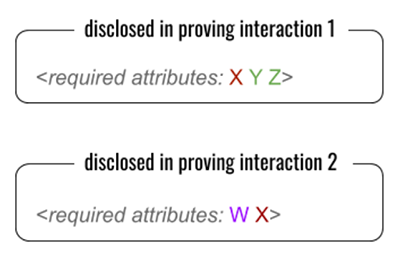 disclosed in proving interaction 1
<required attributes: X Y Z>
disclosed in proving interaction 2
<required attributes: W X>